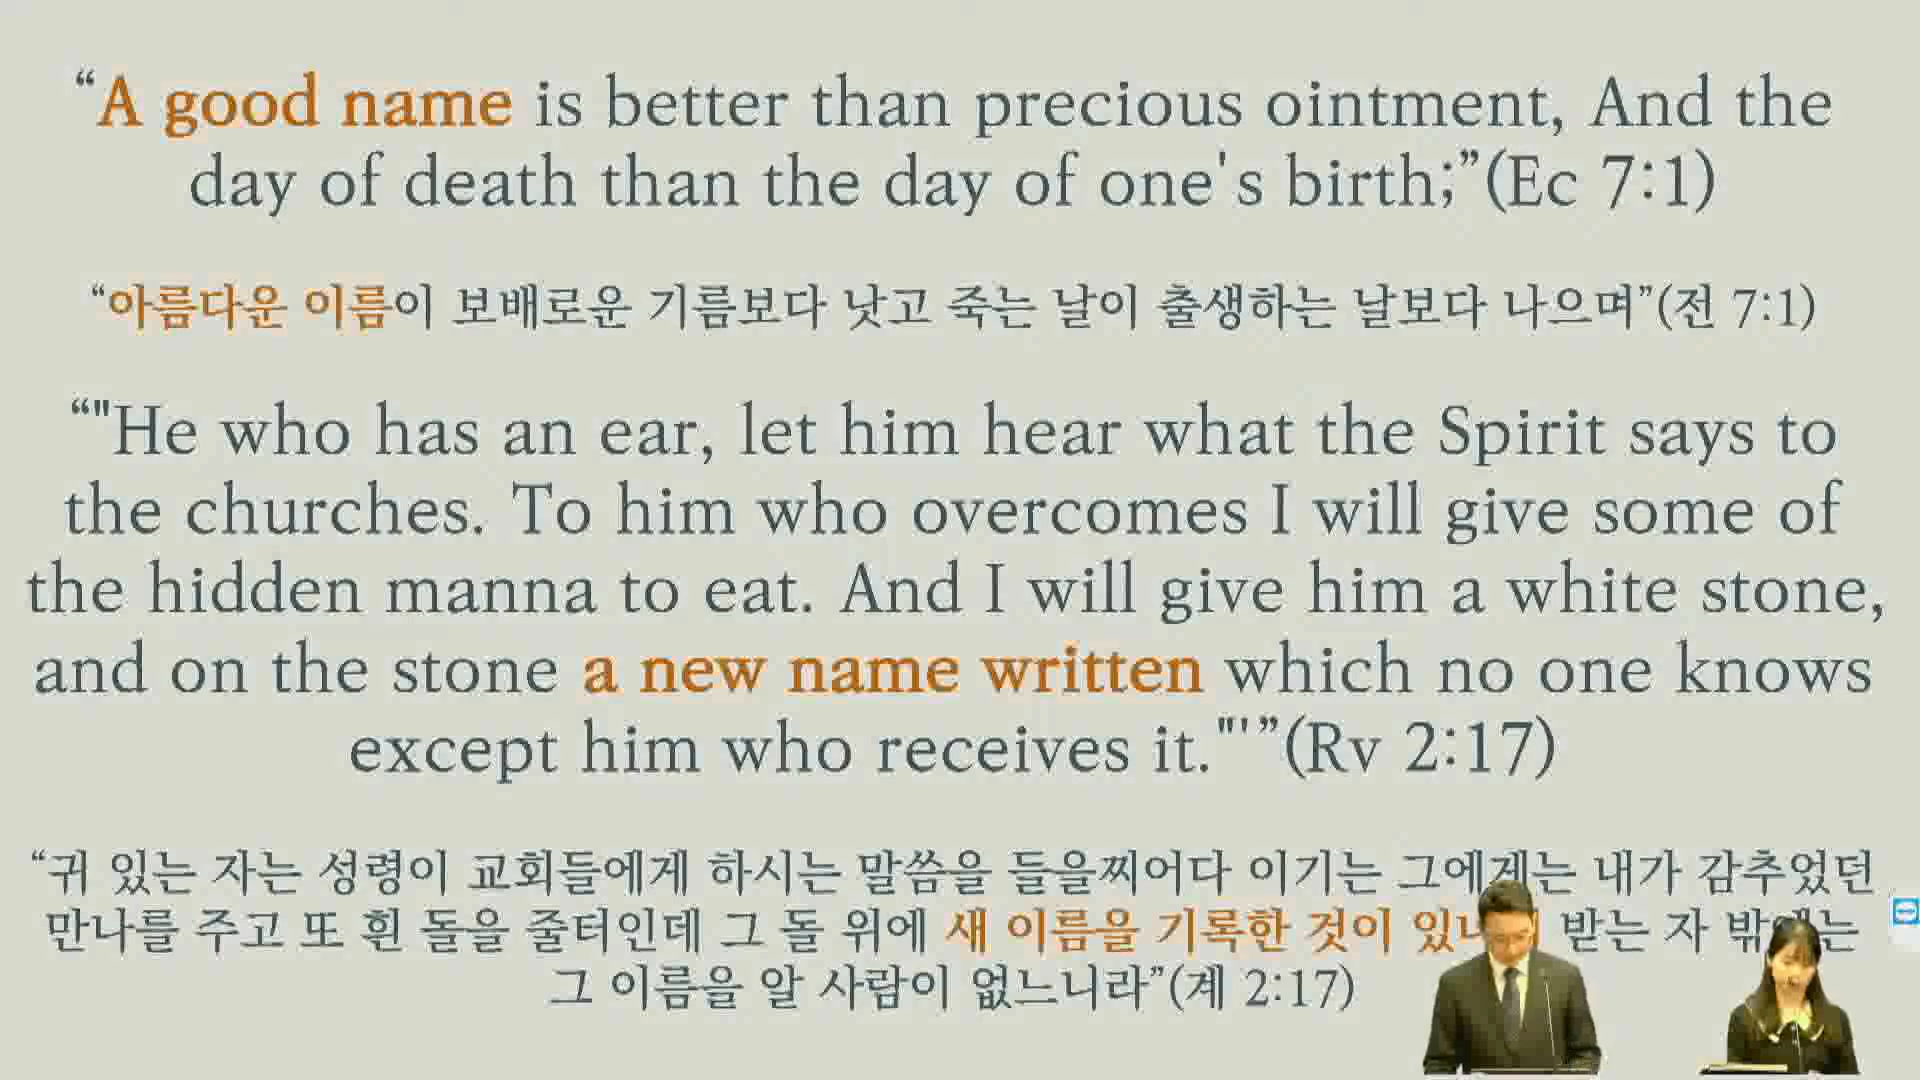 “A good name is better than precious ointment, And the
day of death than the day of one's birth;”(Ec 7:1)
“아름다운 이름이 보배로운 기름보다 낫고 죽는 날이 출생하는 날보다 나으며”(전 7:1)
“"He who has an ear, let him hear what the Spirit says to
the churches. To him who overcomes I will give some of
the hidden manna to eat. And I will give him a white stone,
and on the stone a new name written which no one knows
except him who receives it."'”(Rv 2:17)
“귀 있는 자는 성령이 교회들에게 하시는 말씀을 들을찌어다 이기는 그에게는 내가 감추었던
만나를 주고 또 흰 돌을 줄터인데 그 돌 위에 새 이름을 기록한 것이 받는 자
그 이름을 알 사람이 없느니라”(계 2:17)